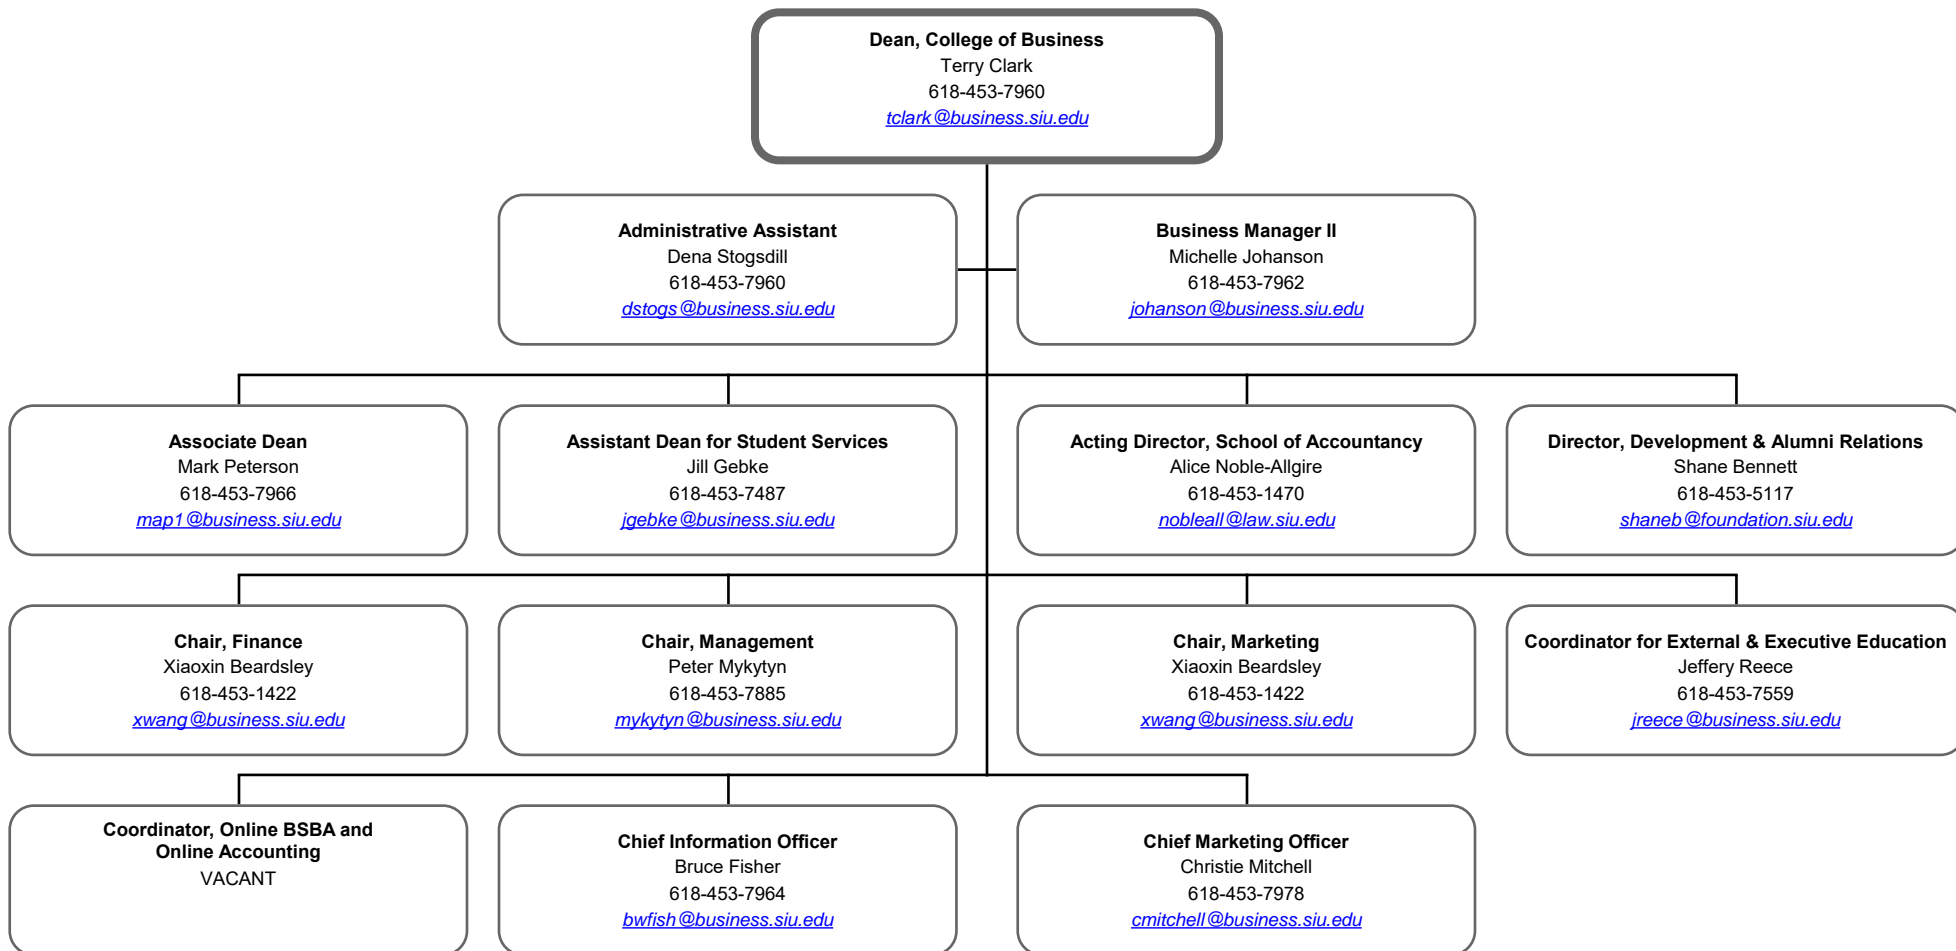 Dean, College of Business
Terry Clark
618-453-7960
tclark@business.siu.edu
Administrative Assistant
Dena Stogsdill
618-453-7960
dstogs@business.siu.edu
Business Manager II
Michelle Johanson
618-453-7962
johanson@business.siu.edu
Associate Dean
Mark Peterson
618-453-7966
map1@business.siu.edu
Assistant Dean for Student Services
Jill Gebke
618-453-7487
jgebke@business.siu.edu
Acting Director, School of Accountancy
Alice Noble-Allgire
618-453-1470
nobleall@law.siu.edu
Director, Development & Alumni Relations
Shane Bennett
618-453-5117
shaneb@foundation.siu.edu
Chair, Finance
Xiaoxin Beardsley
618-453-1422
xwang@business.siu.edu
Chair, Management
Peter Mykytyn
618-453-7885
mykytyn@business.siu.edu
Chair, Marketing
Xiaoxin Beardsley
618-453-1422
xwang@business.siu.edu
Coordinator for External & Executive Education
Jeffery Reece
618-453-7559
jreece@business.siu.edu
Coordinator, Online BSBA and
Online Accounting
VACANT
Chief Information Officer
Bruce Fisher
618-453-7964
bwfish@business.siu.edu
Chief Marketing Officer
Christie Mitchell
618-453-7978
cmitchell@business.siu.edu